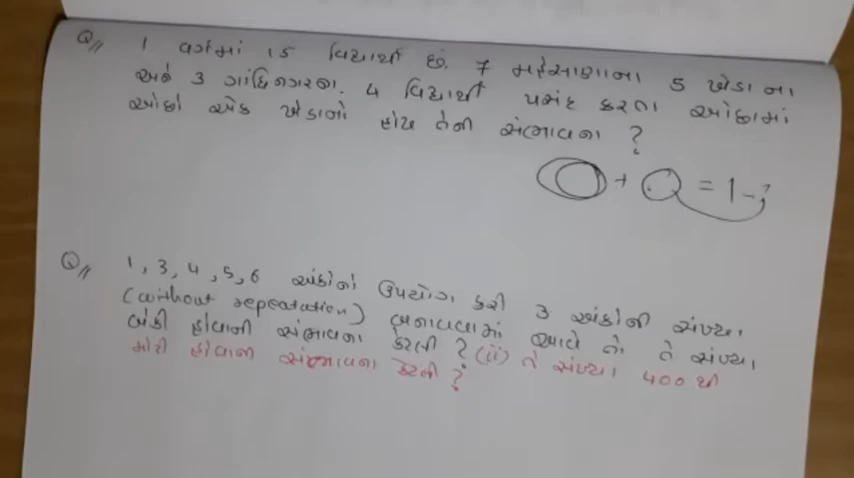 Q// 1 વર્ગમાં 15 વિદ્યાર્થી છે. 7 મહેસાણાના 5 ખેડાના
અને 3 ગાંધિનગરના. 4 વિદ્યાર્થી પસંદ કરતા ઓછામાં
ઓછો એક ખેડાનો હોય તેની સંભાવના ?
+ = 1 - ?
Q// 1, 3, 4, 5, 6 અંકોનો ઉપયોગ કરી 3 અંકોની સંખ્યા
(without repeatation) બનાવવામાં આવે તો તે સંખ્યા
બેકી હોવાની સંભાવના કેટલી ? (ii) તે સંખ્યા 400 થી
મોટી હોવાની સંભાવના કેટલી ?